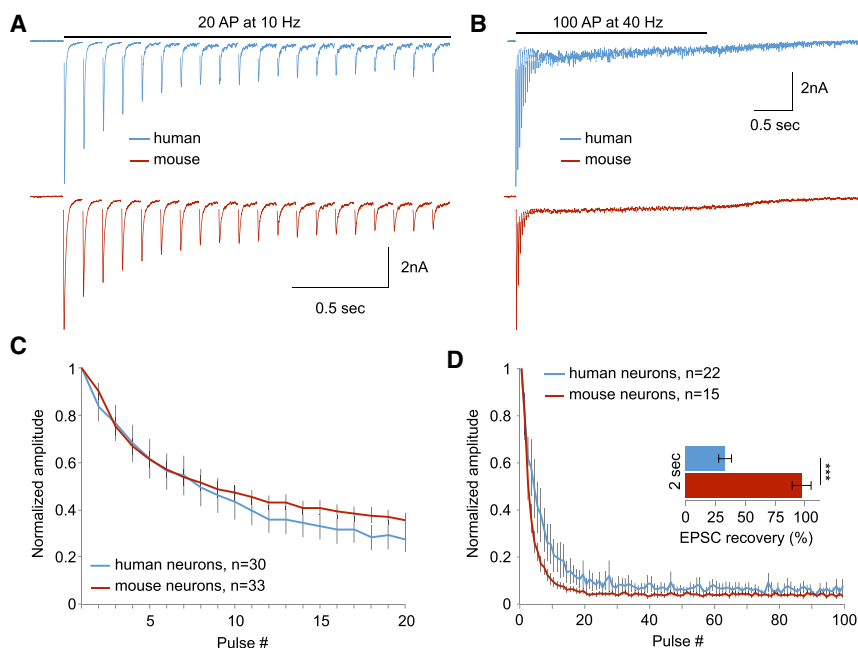 A
20 AP at 10 Hz
human
mouse
2nA
0.5 sec
B
100 AP at 40 Hz
2nA
0.5 sec
human
mouse
C
Normalized amplitude
1
0.8
0.6
0.4
0.2
0
5
10
15
20
Pulse #
human neurons, n=30
mouse neurons, n=33
D
Normalized amplitude
1
0.8
0.6
0.4
0.2
0
0
20
40
60
80
100
Pulse #
human neurons, n=22
mouse neurons, n=15
2 sec
***
0
25
50
75
100
EPSC recovery (%)